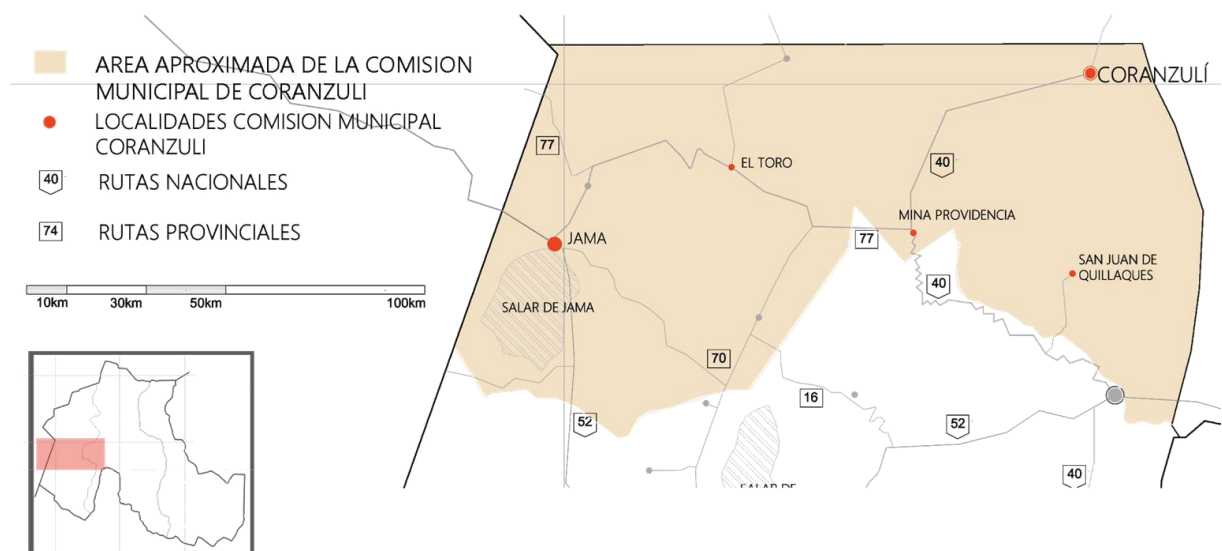 AREA APROXIMADA DE LA COMISION
MUNICIPAL DE CORANZULI
LOCALIDADES COMISION MUNICIPAL
CORANZULI
40
RUTAS NACIONALES
74
RUTAS PROVINCIALES
10km
30km
50km
100km
CORANZULÍ
77
EL TORO
40
MINA PROVIDENCIA
JAMA
77
SAN JUAN DE
QUILLAQUES
40
SALAR DE JAMA
70
16
52
52
40
SALAR DE